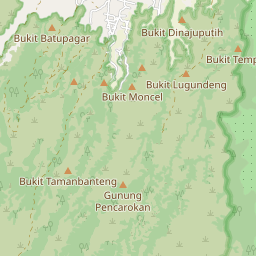 Bukit Dinajuputih
Bukit Batupagar
Bukit Temp
Bukit Lugundeng
Bukit Moncel
Bukit Tamanbanteng
Gunung
Pencarokan